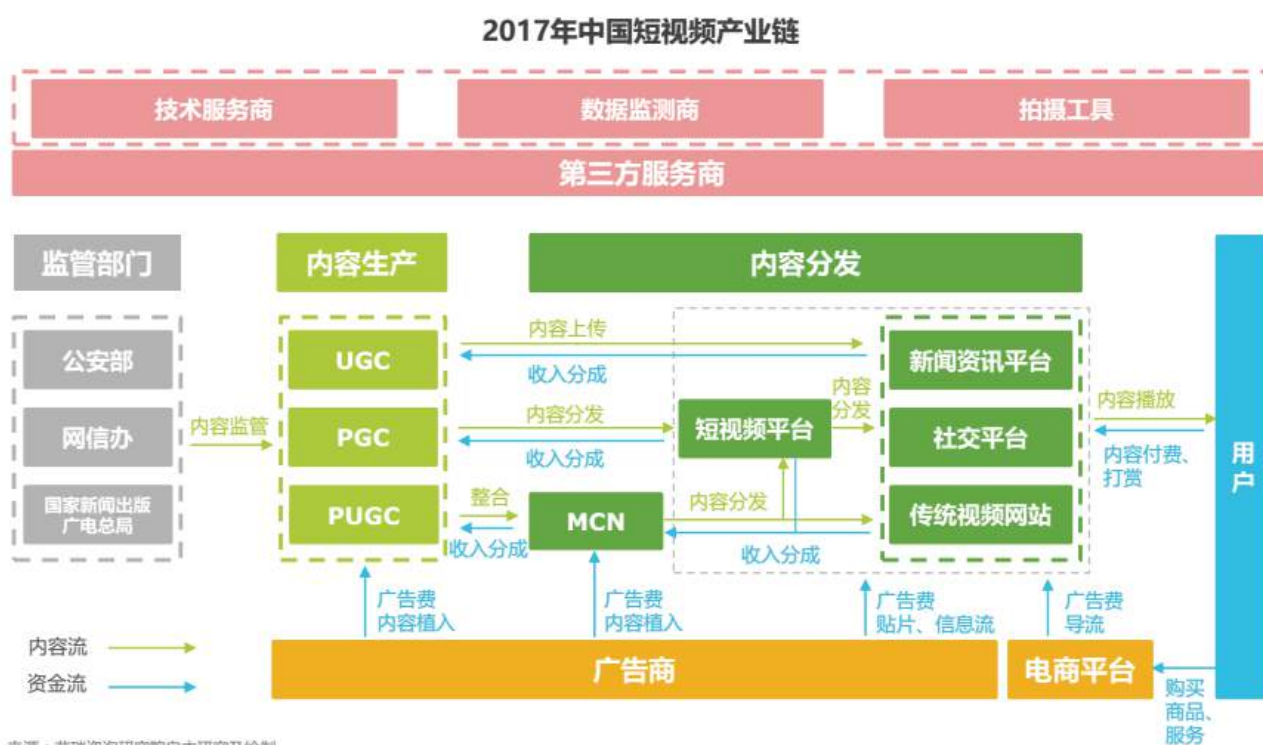 2017年中国短视频产业链
技术服务商
数据监测商
拍摄工具
第三方服务商
监管部门
内容生产
内容分发
公安部
网信办
国家新闻出版
广电总局
内容监管
UGC
PGC
PUGC
内容上传
收入分成
内容分发
收入分成
整合
收入分成
MCN
短视频平台
内容
分发
内容分发
收入分成
新闻资讯平台
社交平台
传统视频网站
内容播放
内容付费、
打赏
用
户
广告费
内容植入
广告费
内容植入
广告费
贴片、信息流
广告费
导流
内容流
资金流
广告商
电商平台
购买
商品、
服务